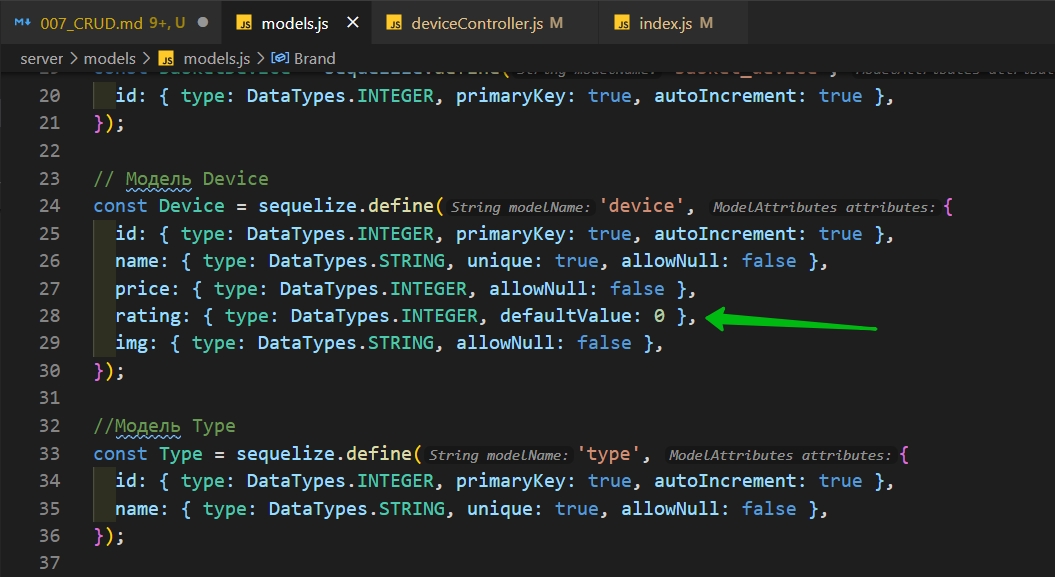 007_CRUD.md 9+, U
models.js
deviceController.js M
index.js M
server > models > models.js > Brand
20 id: { type: DataTypes.INTEGER, primaryKey: true, autoIncrement: true },
21 });
22
23 // Модель Device
24 const Device = sequelize.define( String modelName: 'device', ModelAttributes attributes: {
25 id: { type: DataTypes.INTEGER, primaryKey: true, autoIncrement: true },
26 name: { type: DataTypes.STRING, unique: true, allowNull: false },
27 price: { type: DataTypes.INTEGER, allowNull: false },
28 rating: { type: DataTypes.INTEGER, defaultValue: 0 },
29 img: { type: DataTypes.STRING, allowNull: false },
30 });
31
32 //Модель Type
33 const Type = sequelize.define( String modelName: 'type', ModelAttributes attributes: {
34 id: { type: DataTypes.INTEGER, primaryKey: true, autoIncrement: true },
35 name: { type: DataTypes.STRING, unique: true, allowNull: false },
36 });
37